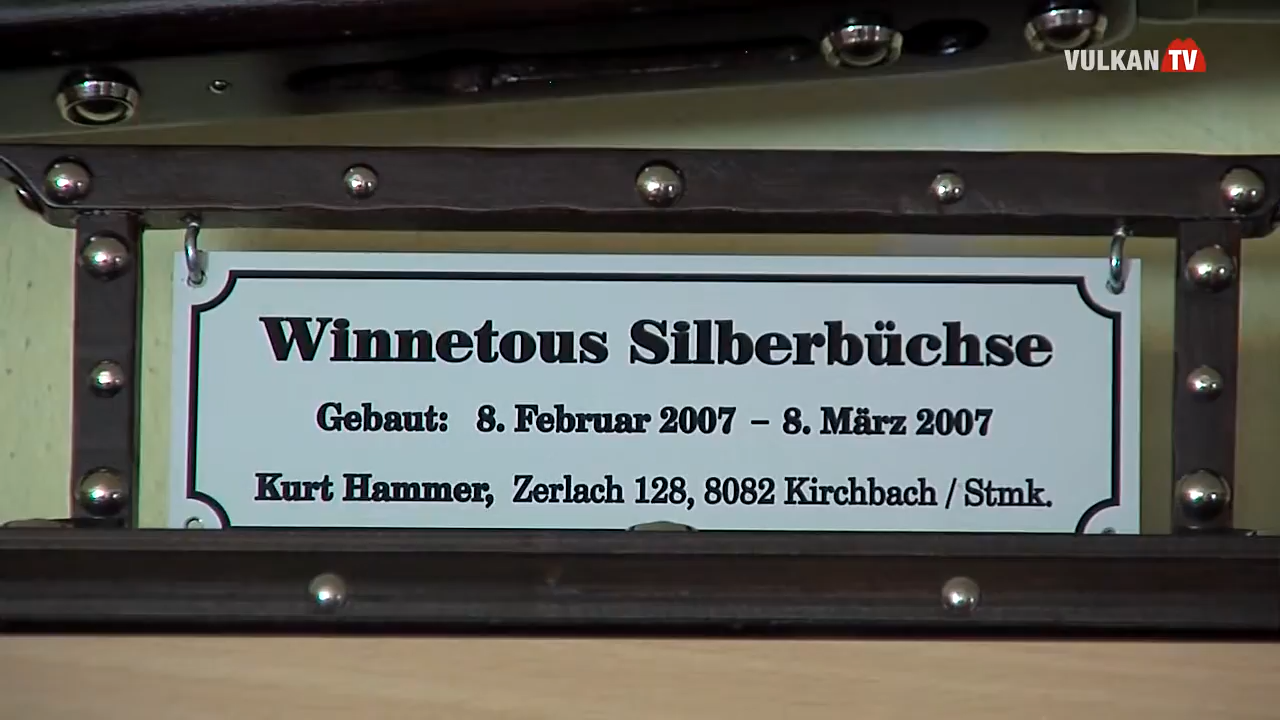 VULKAN TV
Winnetous Silberbüchse
Gebaut: 8. Februar 2007 – 8. März 2007
Kurt Hammer, Zerlach 128, 8082 Kirchbach / Stmk.